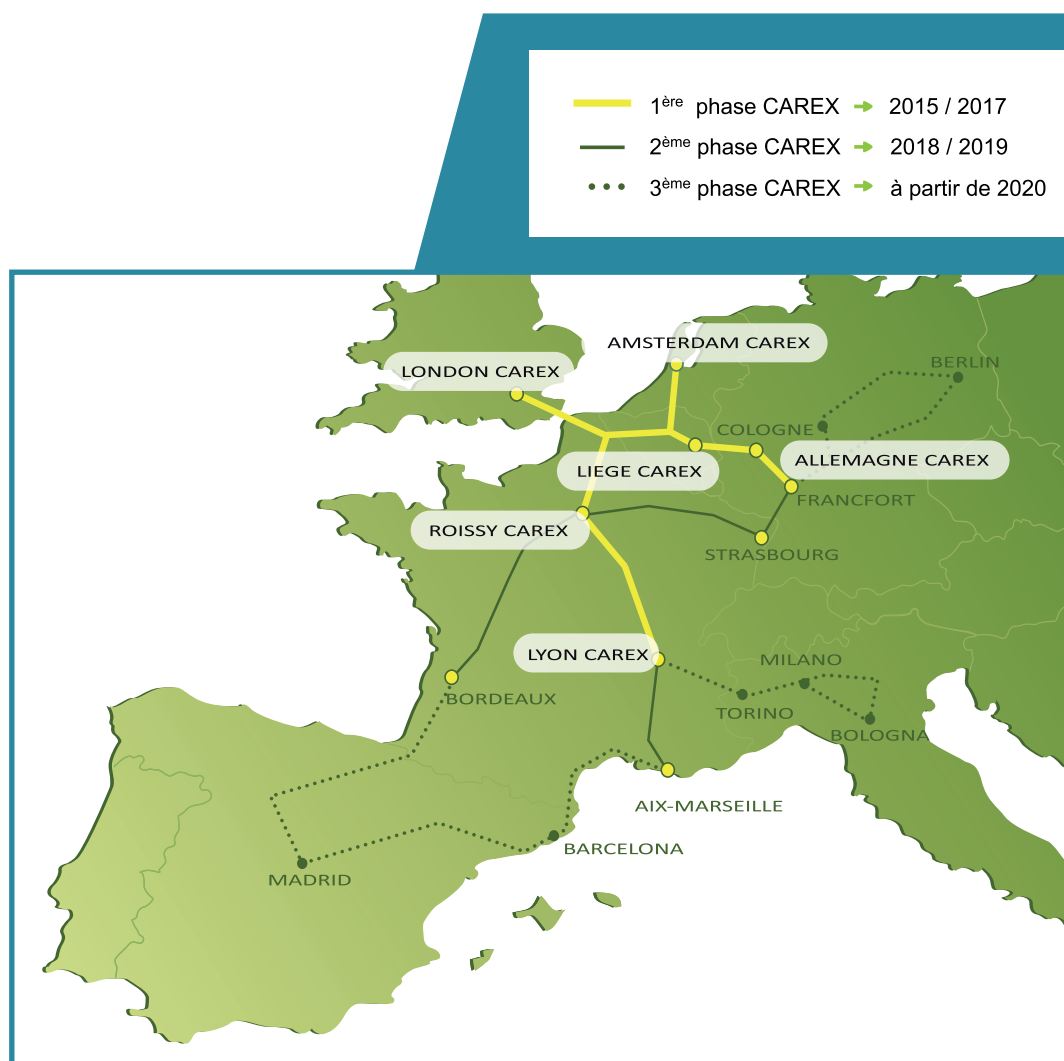 1ère phase CAREX 2015 / 2017
2ème phase CAREX 2018 / 2019
3ème phase CAREX à partir de 2020
AMSTERDAM CAREX
LONDON CAREX
BERLIN
COLOGNE
ALLEMAGNE CAREX
LIEGE CAREX
FRANCFORT
ROISSY CAREX
STRASBOURG
LYON CAREX
MILANO
BORDEAUX
TORINO
BOLOGNA
AIX-MARSEILLE
BARCELONA
MADRID